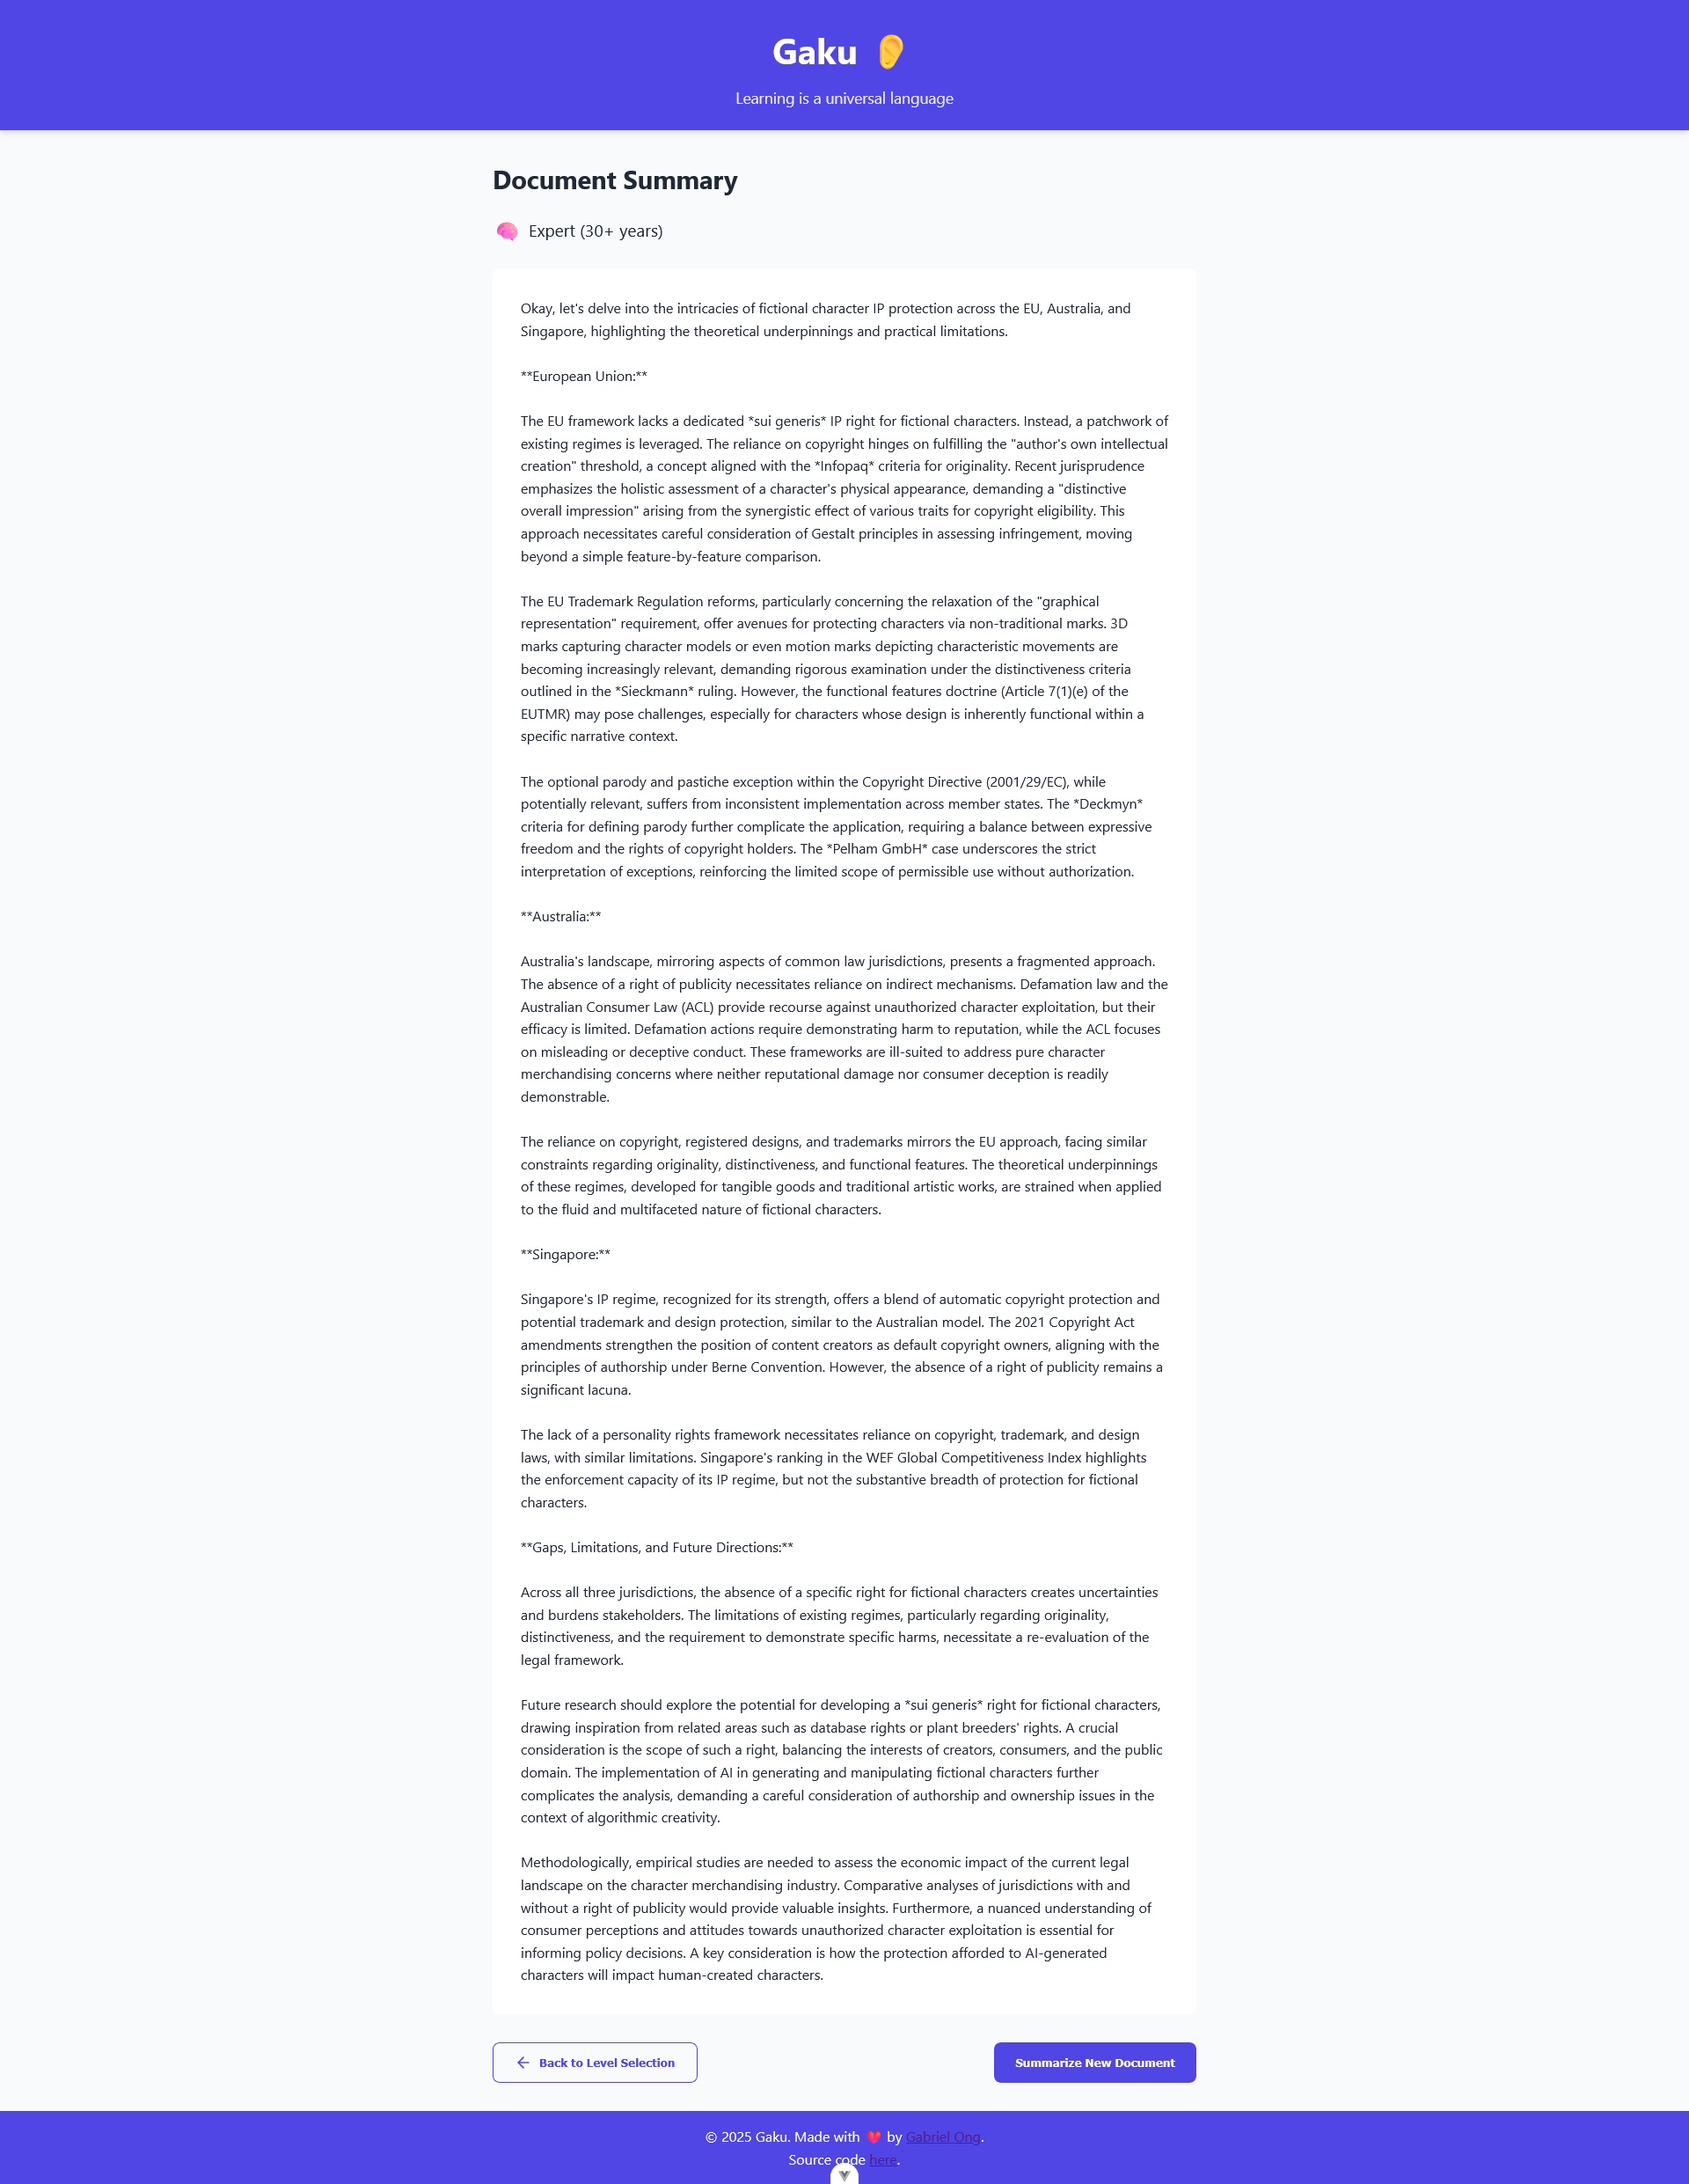 Gaku 👂
Learning is a universal language
Document Summary
🧠 Expert (30+ years)
Okay, let's delve into the intricacies of fictional character IP protection across the EU, Australia, and
Singapore, highlighting the theoretical underpinnings and practical limitations.
**European Union:**
The EU framework lacks a dedicated *sui generis* IP right for fictional characters. Instead, a patchwork of
existing regimes is leveraged. The reliance on copyright hinges on fulfilling the "author's own intellectual
creation" threshold, a concept aligned with the *Infopaq* criteria for originality. Recent jurisprudence
emphasizes the holistic assessment of a character's physical appearance, demanding a "distinctive
overall impression" arising from the synergistic effect of various traits for copyright eligibility. This
approach necessitates careful consideration of Gestalt principles in assessing infringement, moving
beyond a simple feature-by-feature comparison.
The EU Trademark Regulation reforms, particularly concerning the relaxation of the "graphical
representation" requirement, offer avenues for protecting characters via non-traditional marks. 3D
marks capturing character models or even motion marks depicting characteristic movements are
becoming increasingly relevant, demanding rigorous examination under the distinctiveness criteria
outlined in the *Sieckmann* ruling. However, the functional features doctrine (Article 7(1)(e) of the
EUTMR) may pose challenges, especially for characters whose design is inherently functional within a
specific narrative context.
The optional parody and pastiche exception within the Copyright Directive (2001/29/EC), while
potentially relevant, suffers from inconsistent implementation across member states. The *Deckmyn*
criteria for defining parody further complicate the application, requiring a balance between expressive
freedom and the rights of copyright holders. The *Pelham GmbH* case underscores the strict
interpretation of exceptions, reinforcing the limited scope of permissible use without authorization.
**Australia:**
Australia's landscape, mirroring aspects of common law jurisdictions, presents a fragmented approach.
The absence of a right of publicity necessitates reliance on indirect mechanisms. Defamation law and the
Australian Consumer Law (ACL) provide recourse against unauthorized character exploitation, but their
efficacy is limited. Defamation actions require demonstrating harm to reputation, while the ACL focuses
on misleading or deceptive conduct. These frameworks are ill-suited to address pure character
merchandising concerns where neither reputational damage nor consumer deception is readily
demonstrable.
The reliance on copyright, registered designs, and trademarks mirrors the EU approach, facing similar
constraints regarding originality, distinctiveness, and functional features. The theoretical underpinnings
of these regimes, developed for tangible goods and traditional artistic works, are strained when applied
to the fluid and multifaceted nature of fictional characters.
**Singapore:**
Singapore's IP regime, recognized for its strength, offers a blend of automatic copyright protection and
potential trademark and design protection, similar to the Australian model. The 2021 Copyright Act
amendments strengthen the position of content creators as default copyright owners, aligning with the
principles of authorship under Berne Convention. However, the absence of a right of publicity remains a
significant lacuna.
The lack of a personality rights framework necessitates reliance on copyright, trademark, and design
laws, with similar limitations. Singapore's ranking in the WEF Global Competitiveness Index highlights
the enforcement capacity of its IP regime, but not the substantive breadth of protection for fictional
characters.
**Gaps, Limitations, and Future Directions:**
Across all three jurisdictions, the absence of a specific right for fictional characters creates uncertainties
and burdens stakeholders. The limitations of existing regimes, particularly regarding originality,
distinctiveness, and the requirement to demonstrate specific harms, necessitate a re-evaluation of the
legal framework.
Future research should explore the potential for developing a *sui generis* right for fictional characters,
drawing inspiration from related areas such as database rights or plant breeders' rights. A crucial
consideration is the scope of such a right, balancing the interests of creators, consumers, and the public
domain. The implementation of AI in generating and manipulating fictional characters further
complicates the analysis, demanding a careful consideration of authorship and ownership issues in the
context of algorithmic creativity.
Methodologically, empirical studies are needed to assess the economic impact of the current legal
landscape on the character merchandising industry. Comparative analyses of jurisdictions with and
without a right of publicity would provide valuable insights. Furthermore, a nuanced understanding of
consumer perceptions and attitudes towards unauthorized character exploitation is essential for
informing policy decisions. A key consideration is how the protection afforded to AI-generated
characters will impact human-created characters.
← Back to Level Selection
Summarize New Document
© 2025 Gaku. Made with ❤️ by Gabriel Ong.
Source code here.